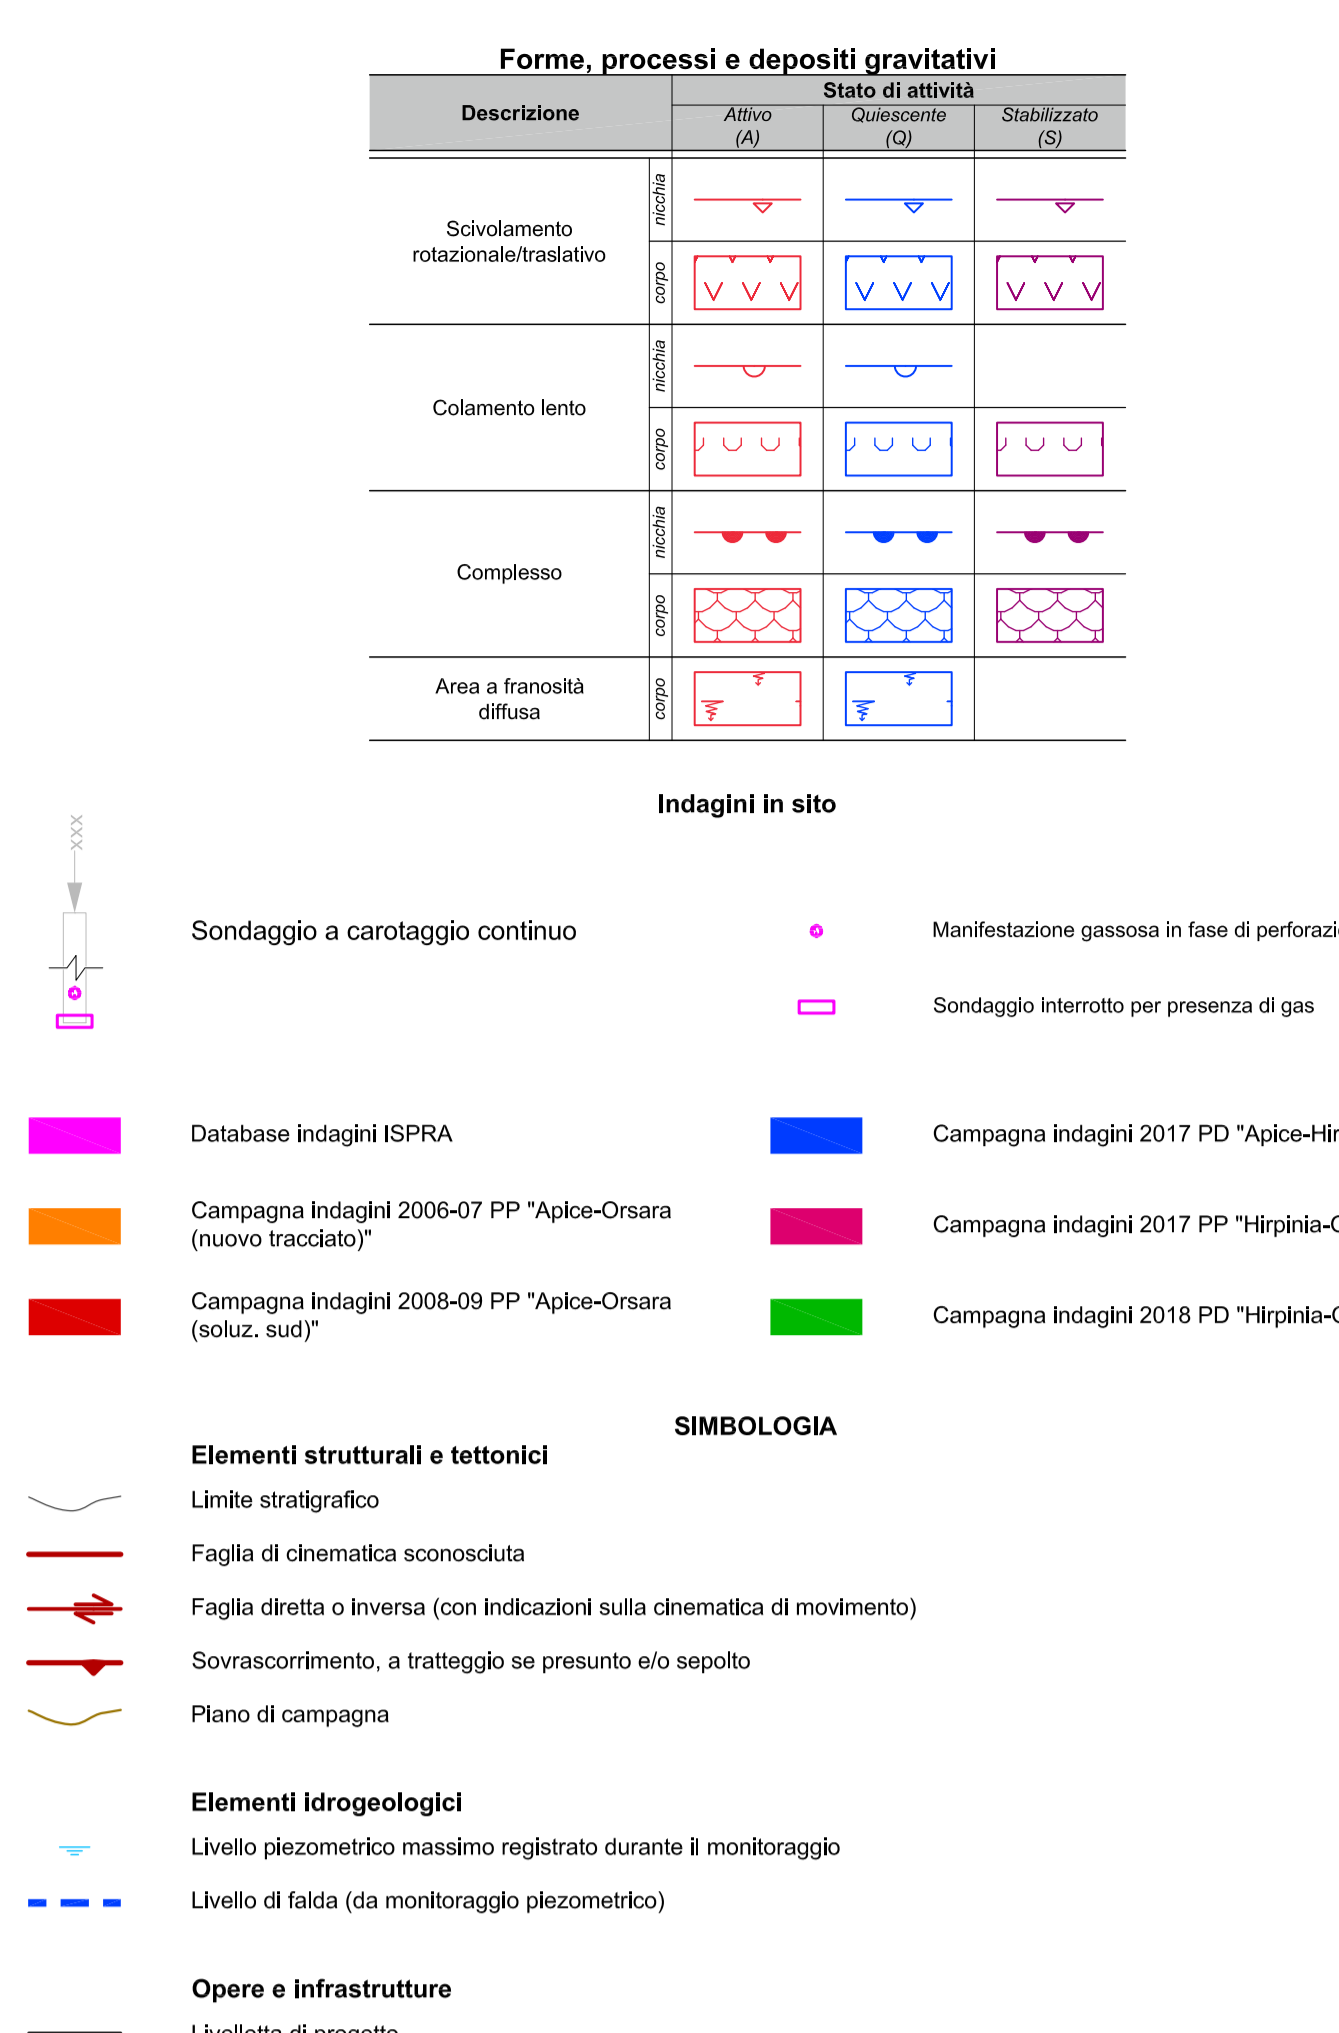 Forme, processi e depositi gravitativi
Descrizione
Stato di attività
Attivo
(A)
Quiescente
(Q)
Stabilizzato
(S)
Scivolamento
rotazionale/traslativo
nicchia
corpo
Colamento lento
nicchia
corpo
Complesso
nicchia
corpo
Area a franosità
diffusa
corpo
Indagini in sito
XXX
Sondaggio a carotaggio continuo
Manifestazione gassosa in fase di
Sondaggio interrotto per presenza di gas
Database indagini ISPRA
Campagna indagini 2017 PD
Campagna indagini 2006-07 PP "Apice-Orsara
(nuovo tracciato)"
Campagna indagini 2017 PP
Campagna indagini 2008-09 PP "Apice-Orsara
(soluz. sud)"
Campagna indagini 2018 PD
SIMBOLOGIA
Elementi strutturali e tettonici
Limite stratigrafico
Faglia di cinematica sconosciuta
Faglia diretta o inversa (con indicazioni sulla cinematica di movimento)
Sovrascorrimento, a tratteggio se presunto e/o sepolto
Piano di campagna
Elementi idrogeologici
Livello piezometrico massimo registrato durante il monitoraggio
Livello di falda (da monitoraggio piezometrico)
Opere e infrastrutture